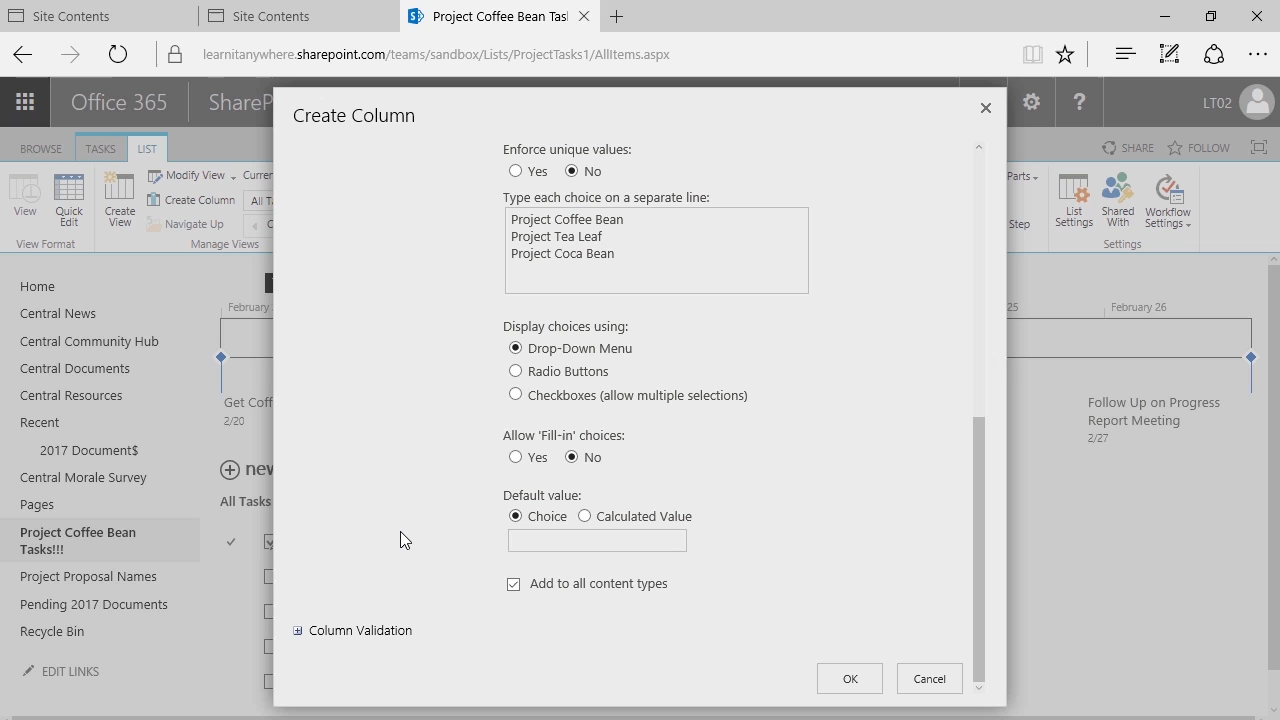 Site Contents
Site Contents
Project Coffee Bean Tas
learnitanywhere.sharepoint.com/teams/sandbox/Lists/ProjectTasks1/AllItems.aspx
Office 365
ShareP
?
LT02
BROWSE
TASKS
LIST
SHARE
FOLLOW
View
Quick Edit
Create View
Modify View
Create Column
Navigate Up
Curren
All Ta
C
View Format
Manage Views
Parts
Step
List Settings
Shared With
Workflow Settings
Settings
Home
Central News
Central Community Hub
Central Documents
Central Resources
Recent
2017 Document$
Central Morale Survey
Pages
Project Coffee Bean
Tasks!!!
Project Proposal Names
Pending 2017 Documents
Recycle Bin
EDIT LINKS
February
25
February 26
Get Coff
2/20
Follow Up on Progress
Report Meeting
2/27
new
All Tasks
Create Column
Enforce unique values:
Yes No
Type each choice on a separate line:
Project Coffee Bean
Project Tea Leaf
Project Coca Bean
Display choices using:
Drop-Down Menu
Radio Buttons
Checkboxes (allow multiple selections)
Allow 'Fill-in' choices:
Yes No
Default value:
Choice Calculated Value
Add to all content types
Column Validation
OK Cancel